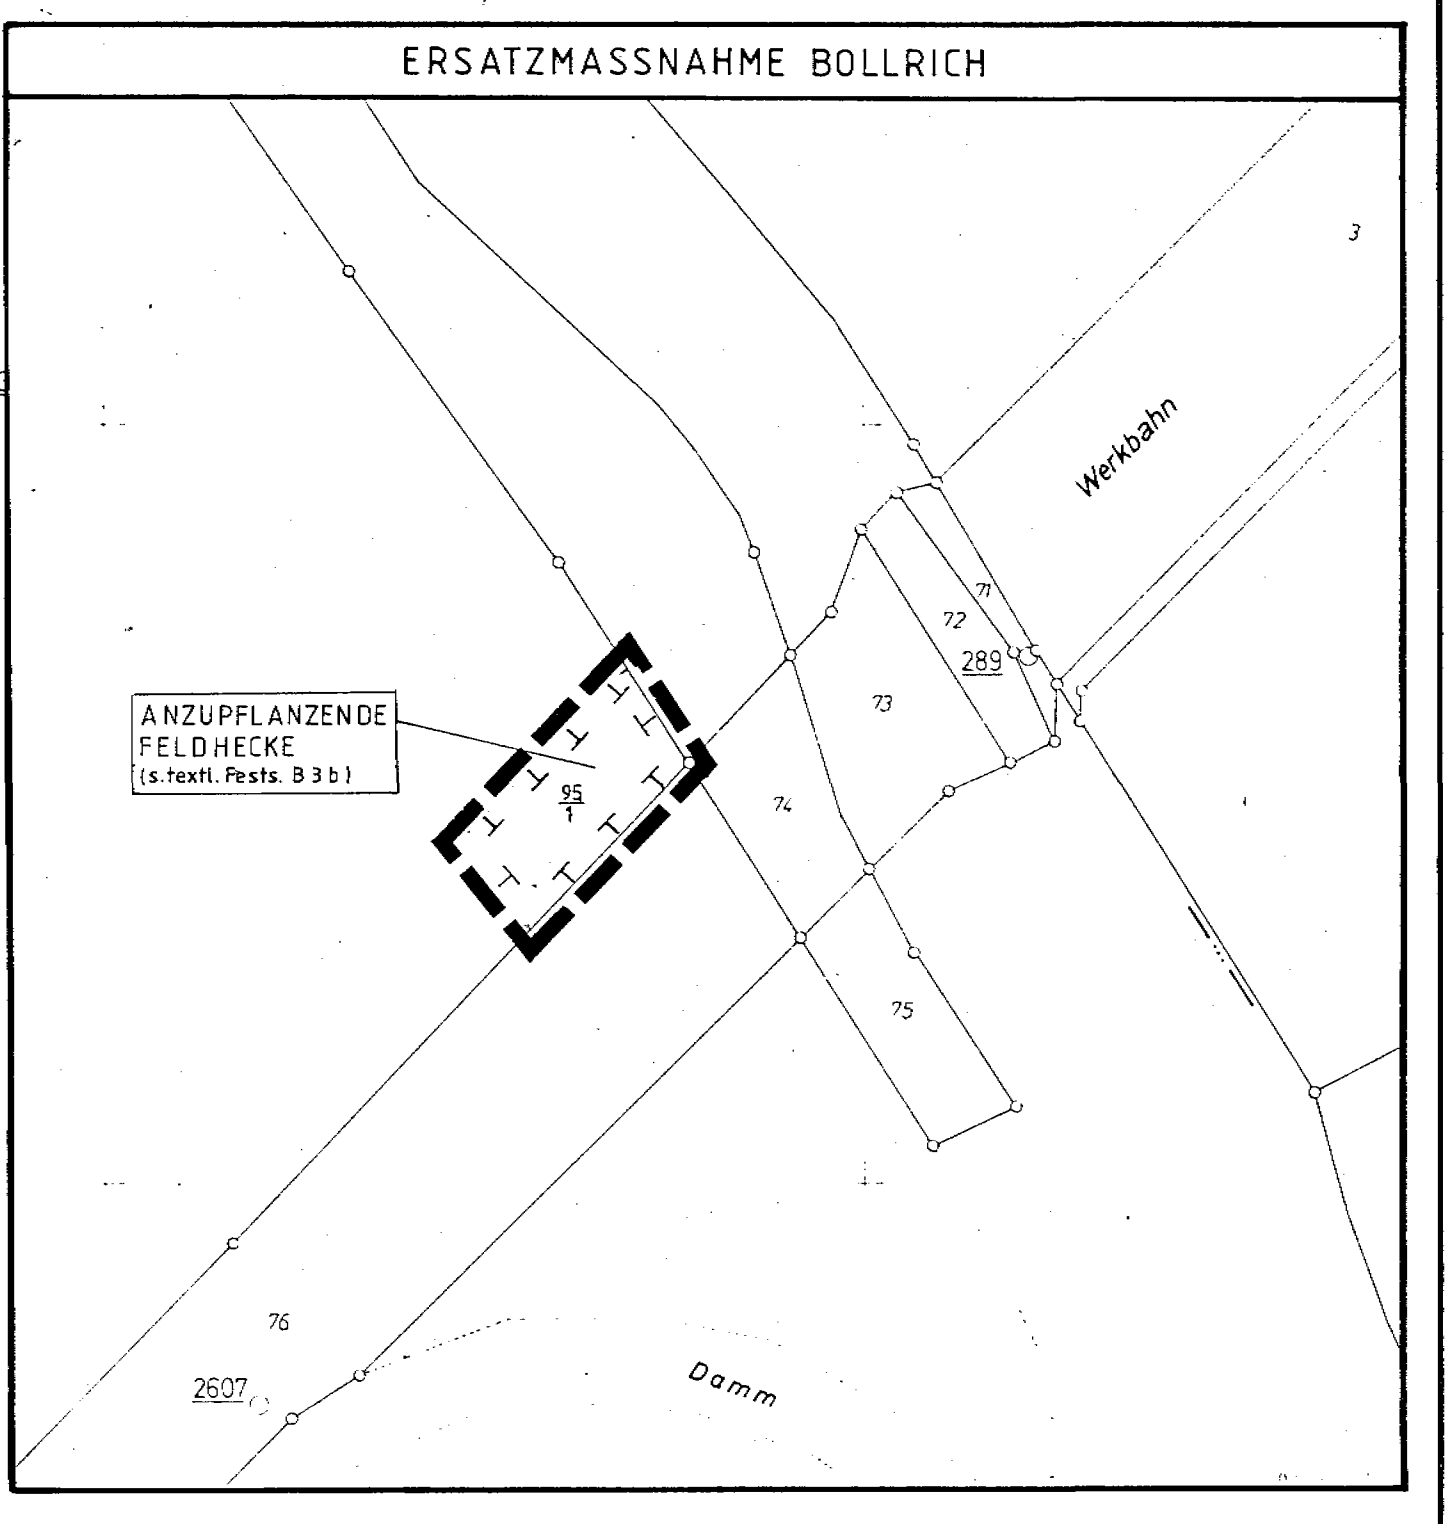 ERSATZMASSNAHME BOLLRICH
3
Werkbahn
71
72
289
73
ANZUPFLANZENDE
FELDHECKE
(s.textl. Fests. B 3 b)
95
1
74
75
76
2607
Damm